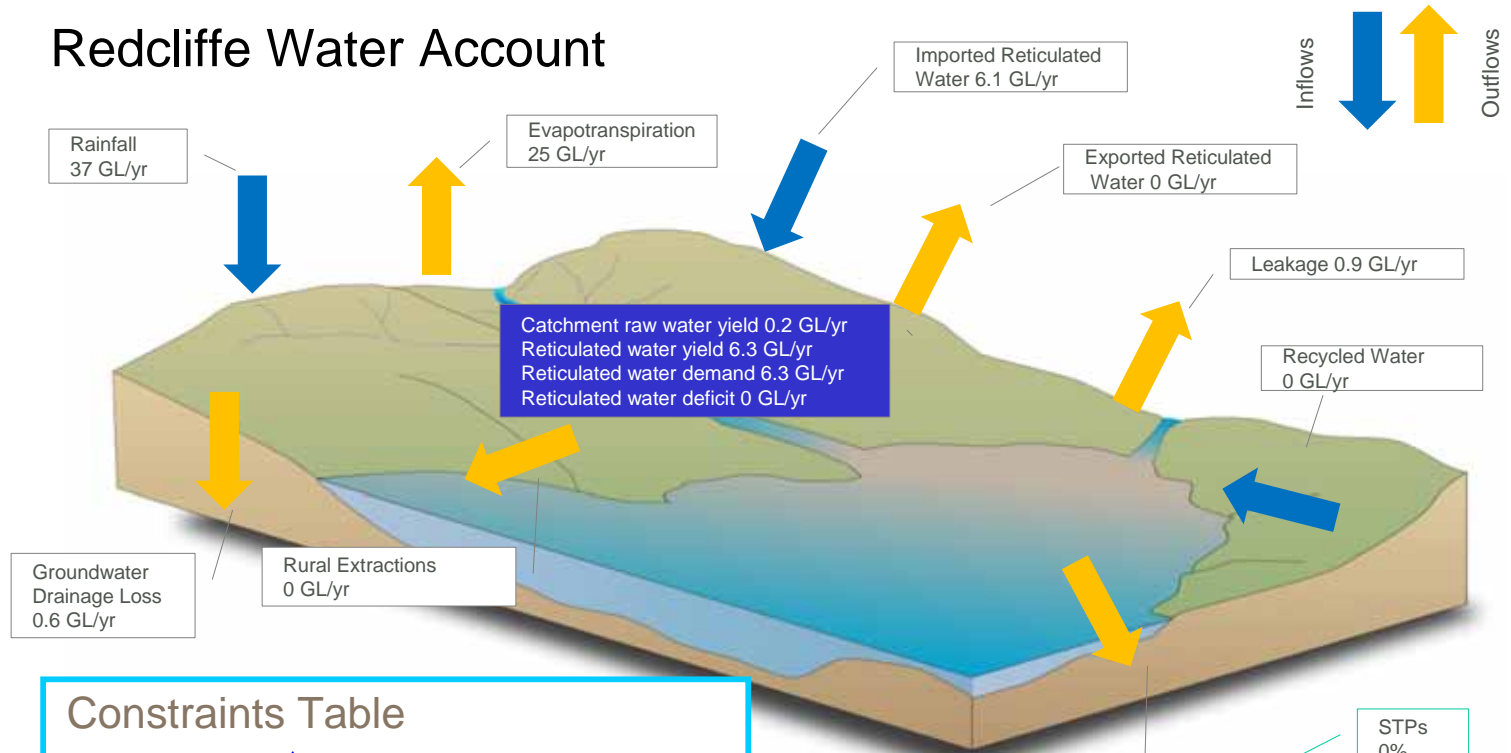 Redcliffe Water Account
Inflows
Outflows
Imported Reticulated
Water 6.1 GL/yr
Rainfall
37 GL/yr
Evapotranspiration
25 GL/yr
Exported Reticulated
Water 0 GL/yr
Leakage 0.9 GL/yr
Catchment raw water yield 0.2 GL/yr
Reticulated water yield 6.3 GL/yr
Reticulated water demand 6.3 GL/yr
Reticulated water deficit 0 GL/yr
Recycled Water
0 GL/yr
Groundwater
Drainage Loss
0.6 GL/yr
Rural Extractions
0 GL/yr
Constraints Table
STPs
0%